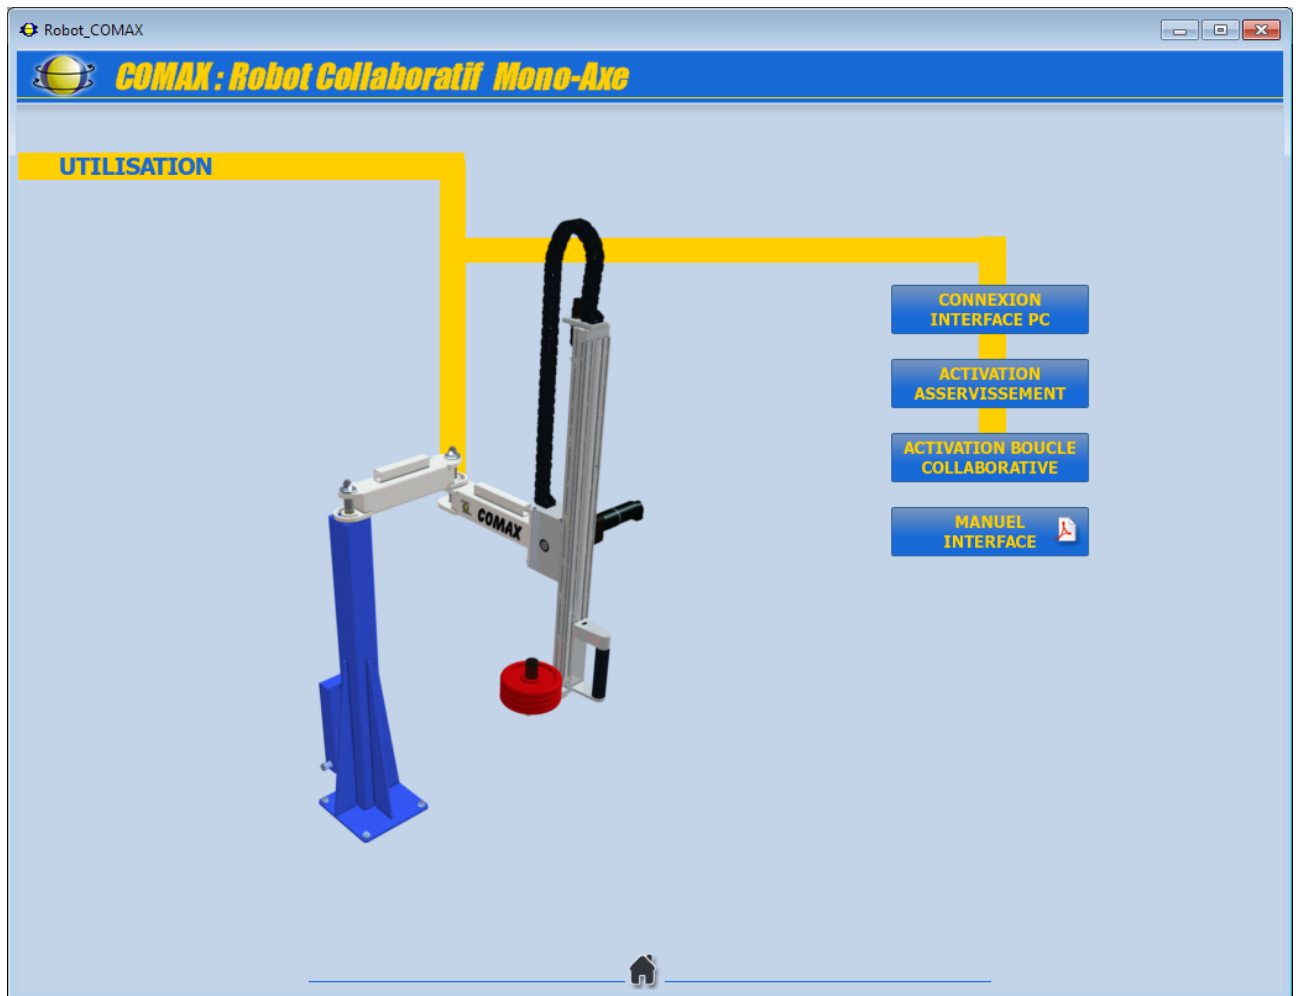 Robot_COMAX
COMAX : Robot Collaboratif Mono-Axe
UTILISATION
CONNEXION
INTERFACE PC
ACTIVATION
ASSERVISSEMENT
ACTIVATION BOUCLE
COLLABORATIVE
COMAX
MANUEL
INTERFACE